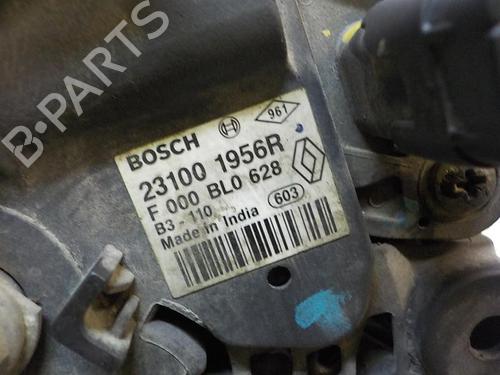 B-PARTS
961
BOSCH
23100 1956R
F 000 BL0 628
B3 - 110
603
Made in India